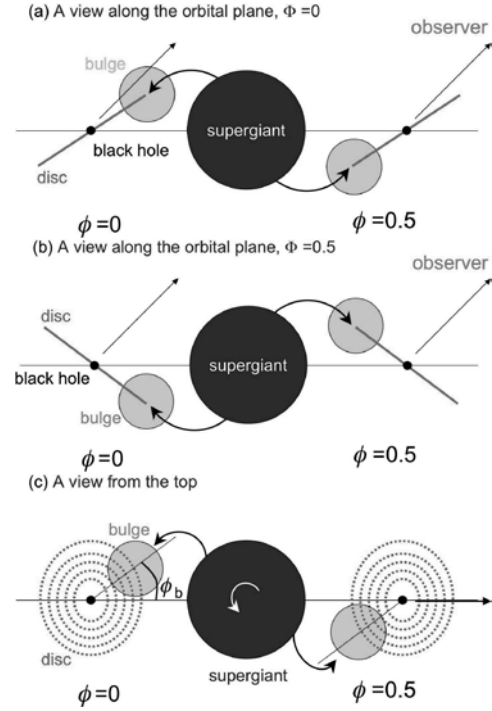 (a) A view along the orbital plane, Φ=0
observer
bulge
supergiant
black hole
disc
ϕ=0
ϕ=0.5
(b) A view along the orbital plane, Φ=0.5
observer
disc
supergiant
black hole
bulge
ϕ=0
ϕ=0.5
(c) A view from the top
bulge
ϕb
disc
supergiant
ϕ=0
ϕ=0.5